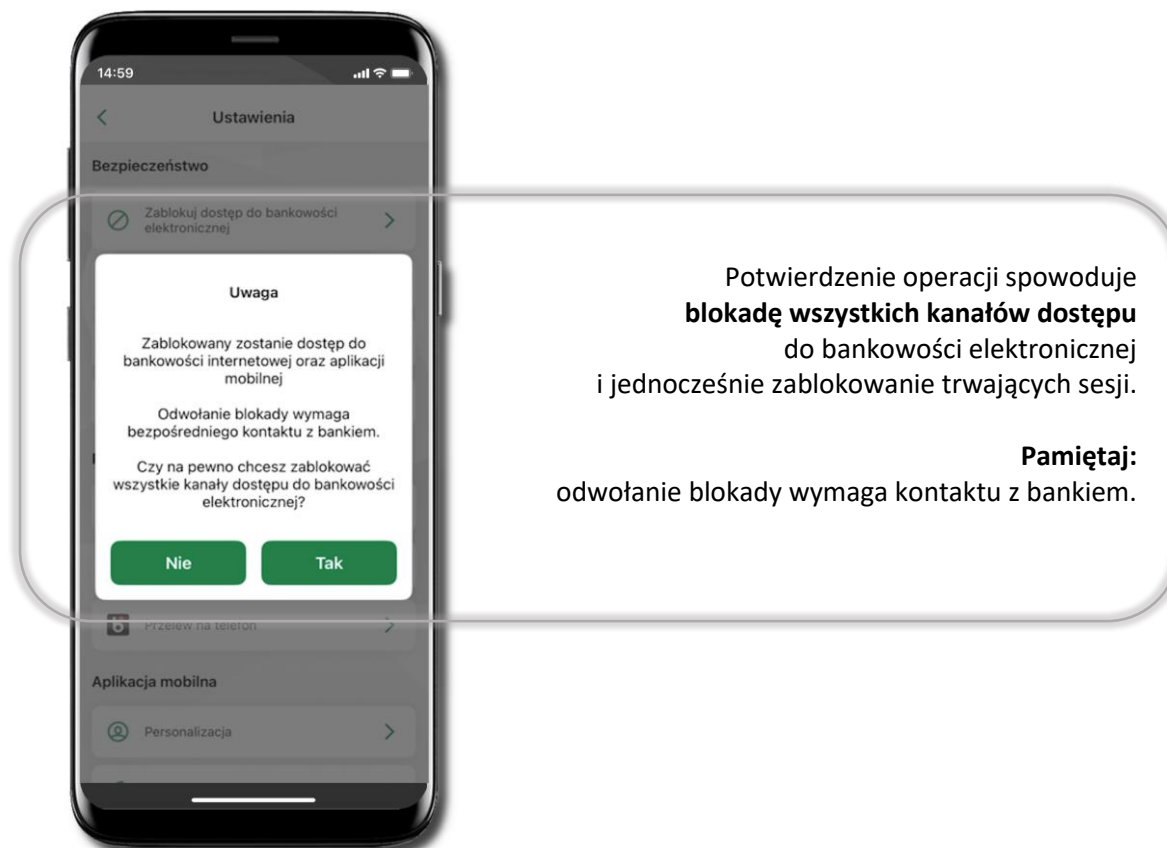 14:59
Ustawienia
Bezpieczeństwo
Zablokuj dostęp do bankowości
elektronicznej
Uwaga
Zablokowany zostanie dostęp do
bankowości internetowej oraz aplikacji
mobilnej
Odwołanie blokady wymaga
bezpośredniego kontaktu z bankiem.
Czy na pewno chcesz zablokować
wszystkie kanały dostępu do bankowości
elektronicznej?
Nie
Tak
Przelew na telefon
Aplikacja mobilna
Personalizacja
Potwierdzenie operacji spowoduje
blokadę wszystkich kanałów dostępu
do bankowości elektronicznej
i jednocześnie zablokowanie trwających sesji.
Pamiętaj:
odwołanie blokady wymaga kontaktu z bankiem.